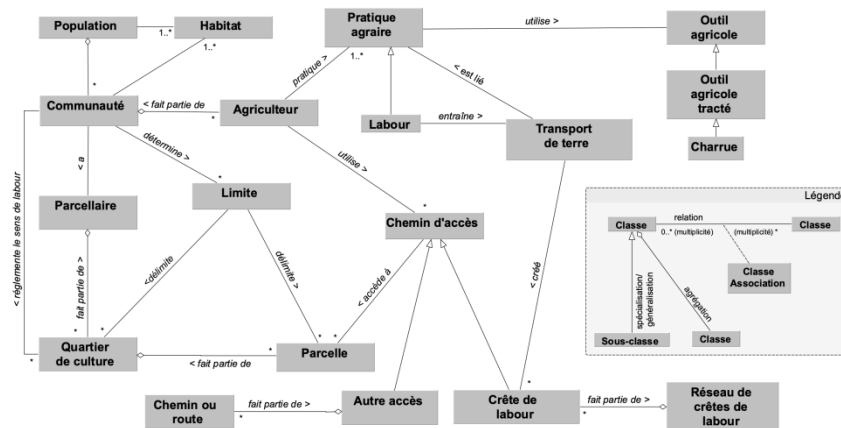 Population
Habitat
1..*
1..*
*
Communauté
< fait partie de
*
Agriculteur
pratique >
Pratique
agraire
1..*
utilise >
Outil
agricole
Outil
agricole
tracté
Charrue
< est lié
Labour
entraîne >
Transport
de terre
< réglemente le sens de labour
< a
détermine >
*
utilise >
*
Parcellaire
Limite
Chemin d'accès
fait partie de >
*
<délimite
*
délimite >
*
< accède à
*
< créé
*
Quartier
de culture
*
< fait partie de
*
Parcelle
Chemin ou
route
*
fait partie de >
Autre accès
Crête de
labour
*
fait partie de >
Réseau de
crêtes de
labour
Légende
Classe
relation
0..* (multiplicité)
(multiplicité) *
Classe
Classe
Association
spécialisation/
généralisation
agrégation
Sous-classe
Classe